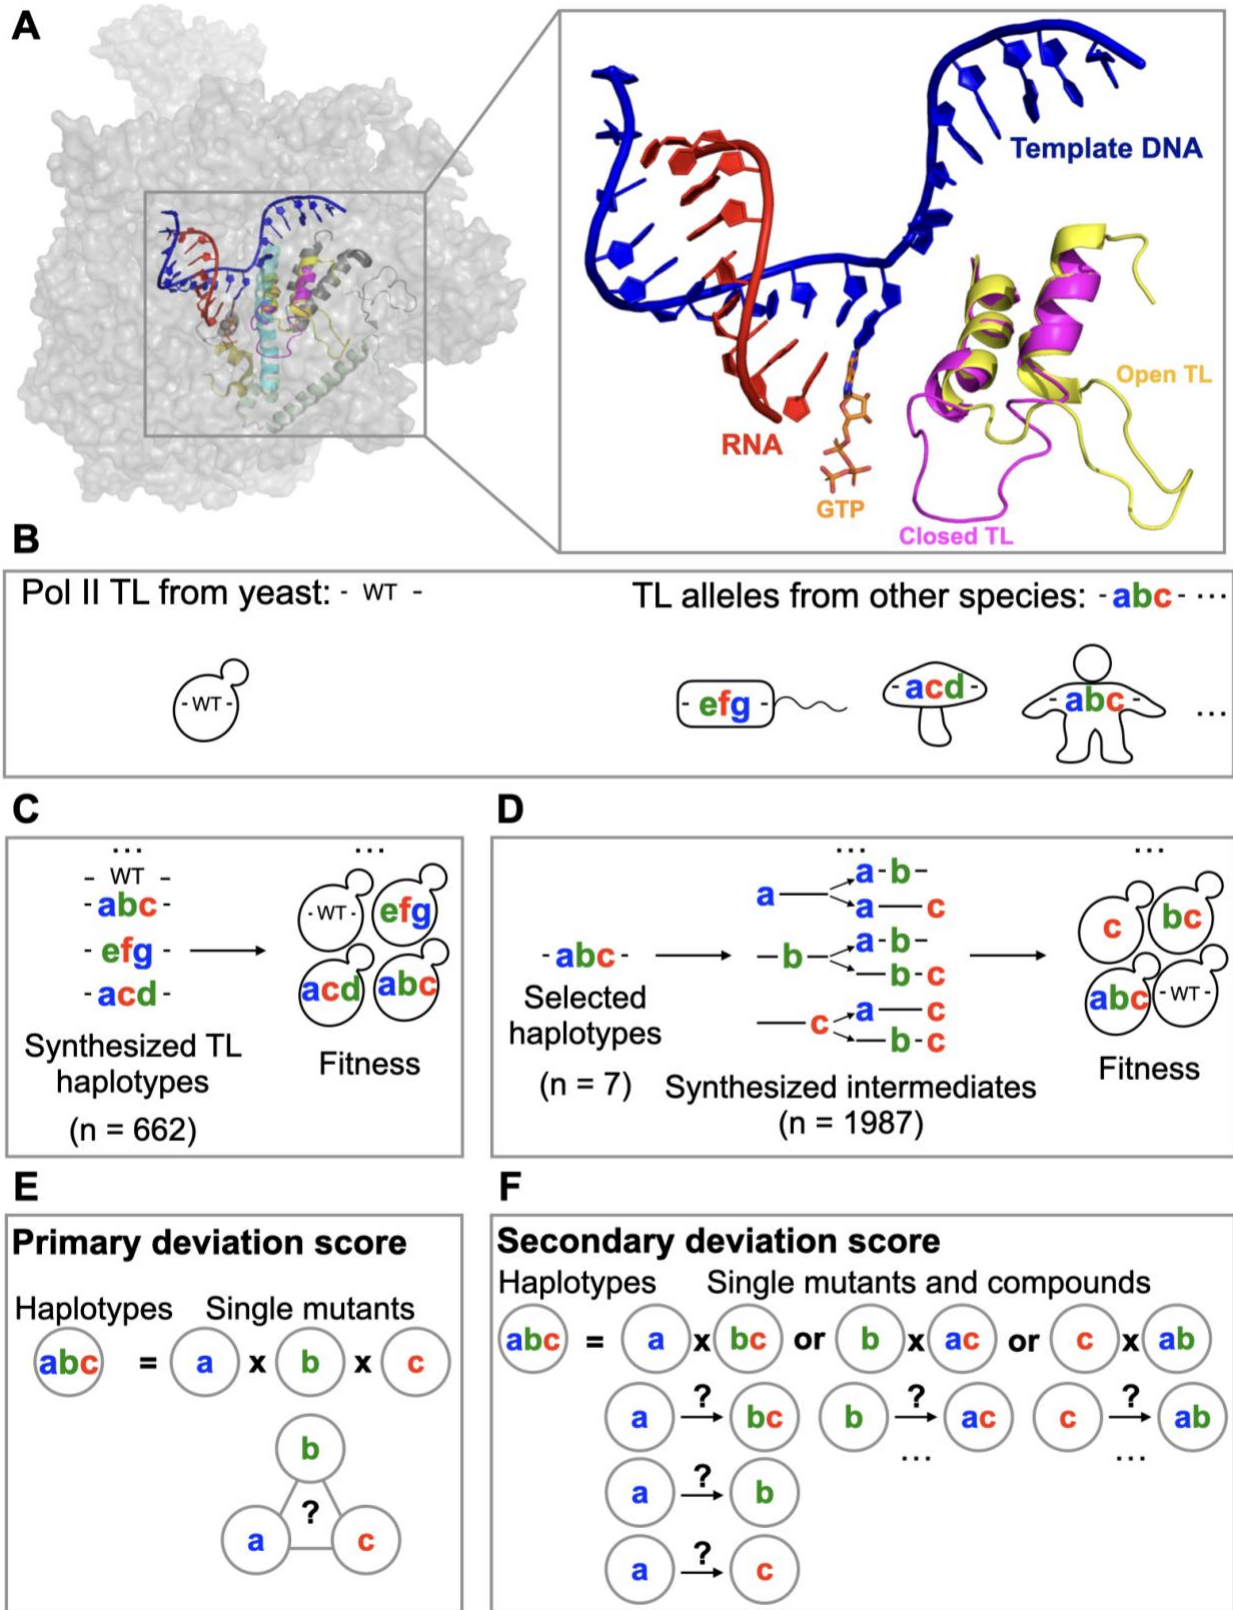 A
Template DNA
Open TL
RNA
GTP
Closed TL
B
Pol II TL from yeast: - WT -
TL alleles from other species: - abc - ...
- WT -
- efg -
- acd -
- abc -
...
C
...
- WT -
- abc -
- efg -
- acd -
Synthesized TL
haplotypes
(n = 662)
...
- WT -
efg
acd
abc
Fitness
D
- abc -
Selected
haplotypes
(n = 7)
...
a
a - b -
a — c
— b —
a - b -
— b - c
— c
a — c
— b - c
Synthesized intermediates
(n = 1987)
...
c
bc
abc
- WT -
Fitness
E
Primary deviation score
Haplotypes Single mutants
abc = a x b x c
b
?
a c
F
Secondary deviation score
Haplotypes Single mutants and compounds
abc = a x bc or b x ac or c x ab
a ? bc b ? ac c ? ab
... ...
a ? b
a ? c